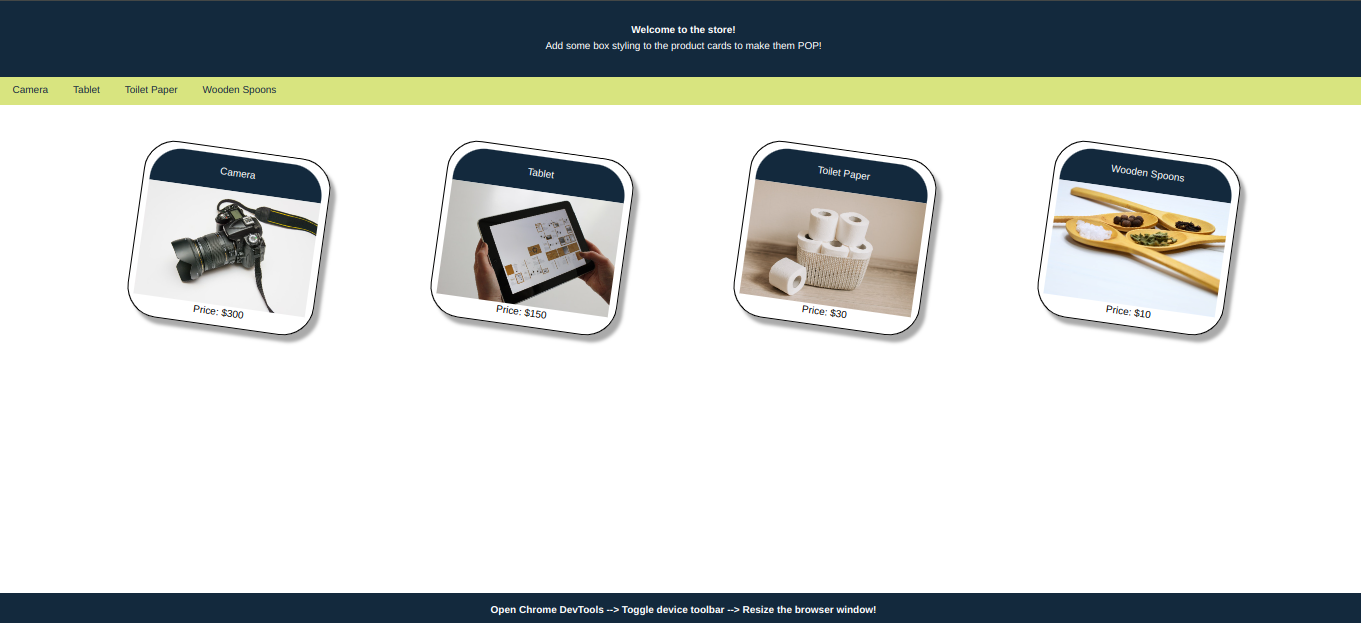 Welcome to the store!
Add some box styling to the product cards to make them POP!
Camera Tablet Toilet Paper Wooden Spoons
Camera
Price: $300
Tablet
Price: $150
Toilet Paper
Price: $30
Wooden Spoons
Price: $10
Open Chrome DevTools --> Toggle device toolbar --> Resize the browser window!